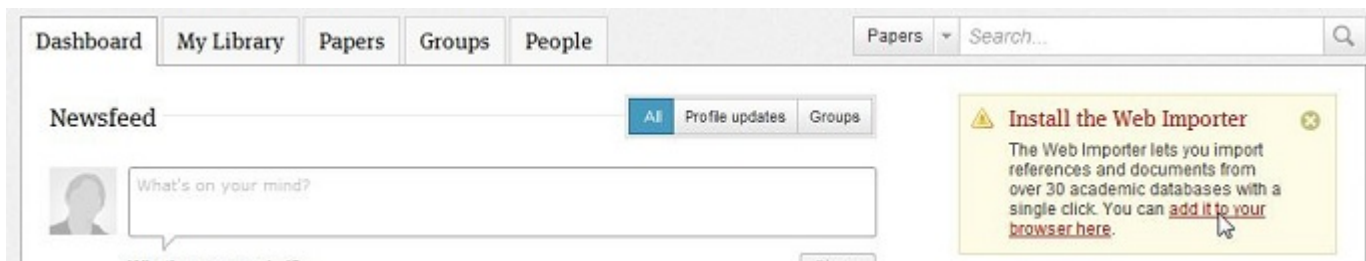 Dashboard My Library Papers Groups People Papers Search...
Newsfeed All Profile updates Groups
What's on your mind?
Install the Web Importer
The Web Importer lets you import
references and documents from
over 30 academic databases with a
single click. You can add it to your
browser here.